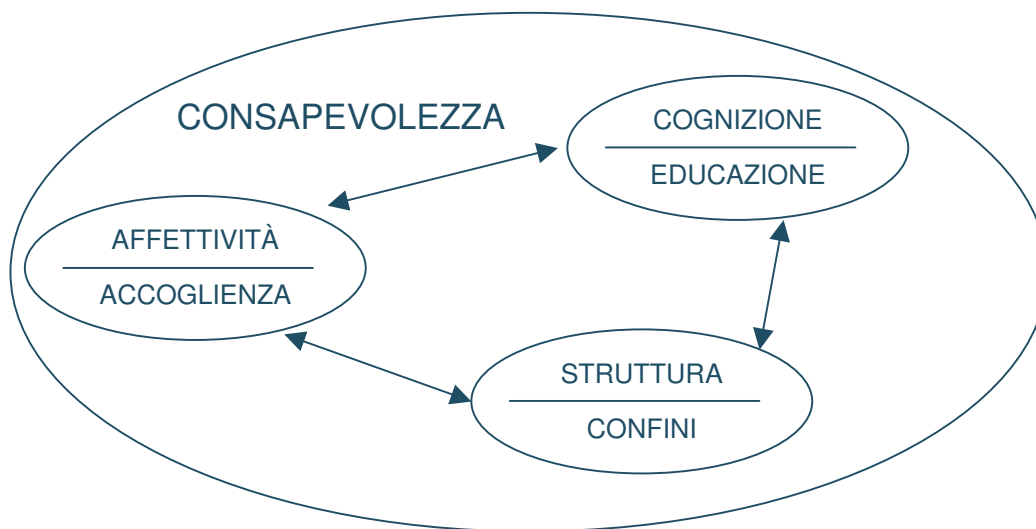 CONSAPEVOLEZZA
COGNIZIONE
EDUCAZIONE
AFFETTIVITÀ
ACCOGLIENZA
STRUTTURA
CONFINI